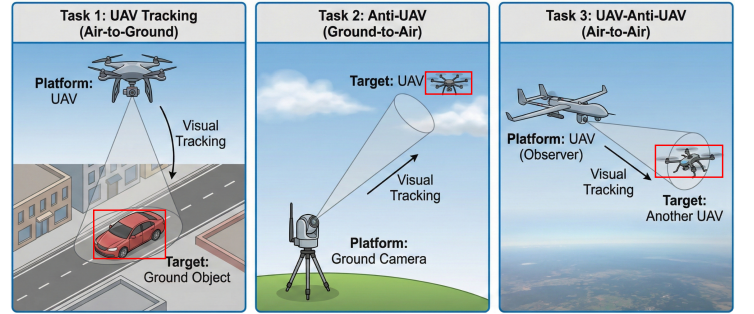 Task 1: UAV Tracking
(Air-to-Ground)
Platform:
UAV
Visual
Tracking
Target:
Ground Object
Task 2: Anti-UAV
(Ground-to-Air)
Target: UAV
Visual
Tracking
Platform:
Ground Camera
Task 3: UAV-Anti-UAV
(Air-to-Air)
Platform: UAV
(Observer)
Visual
Tracking
Target:
Another UAV